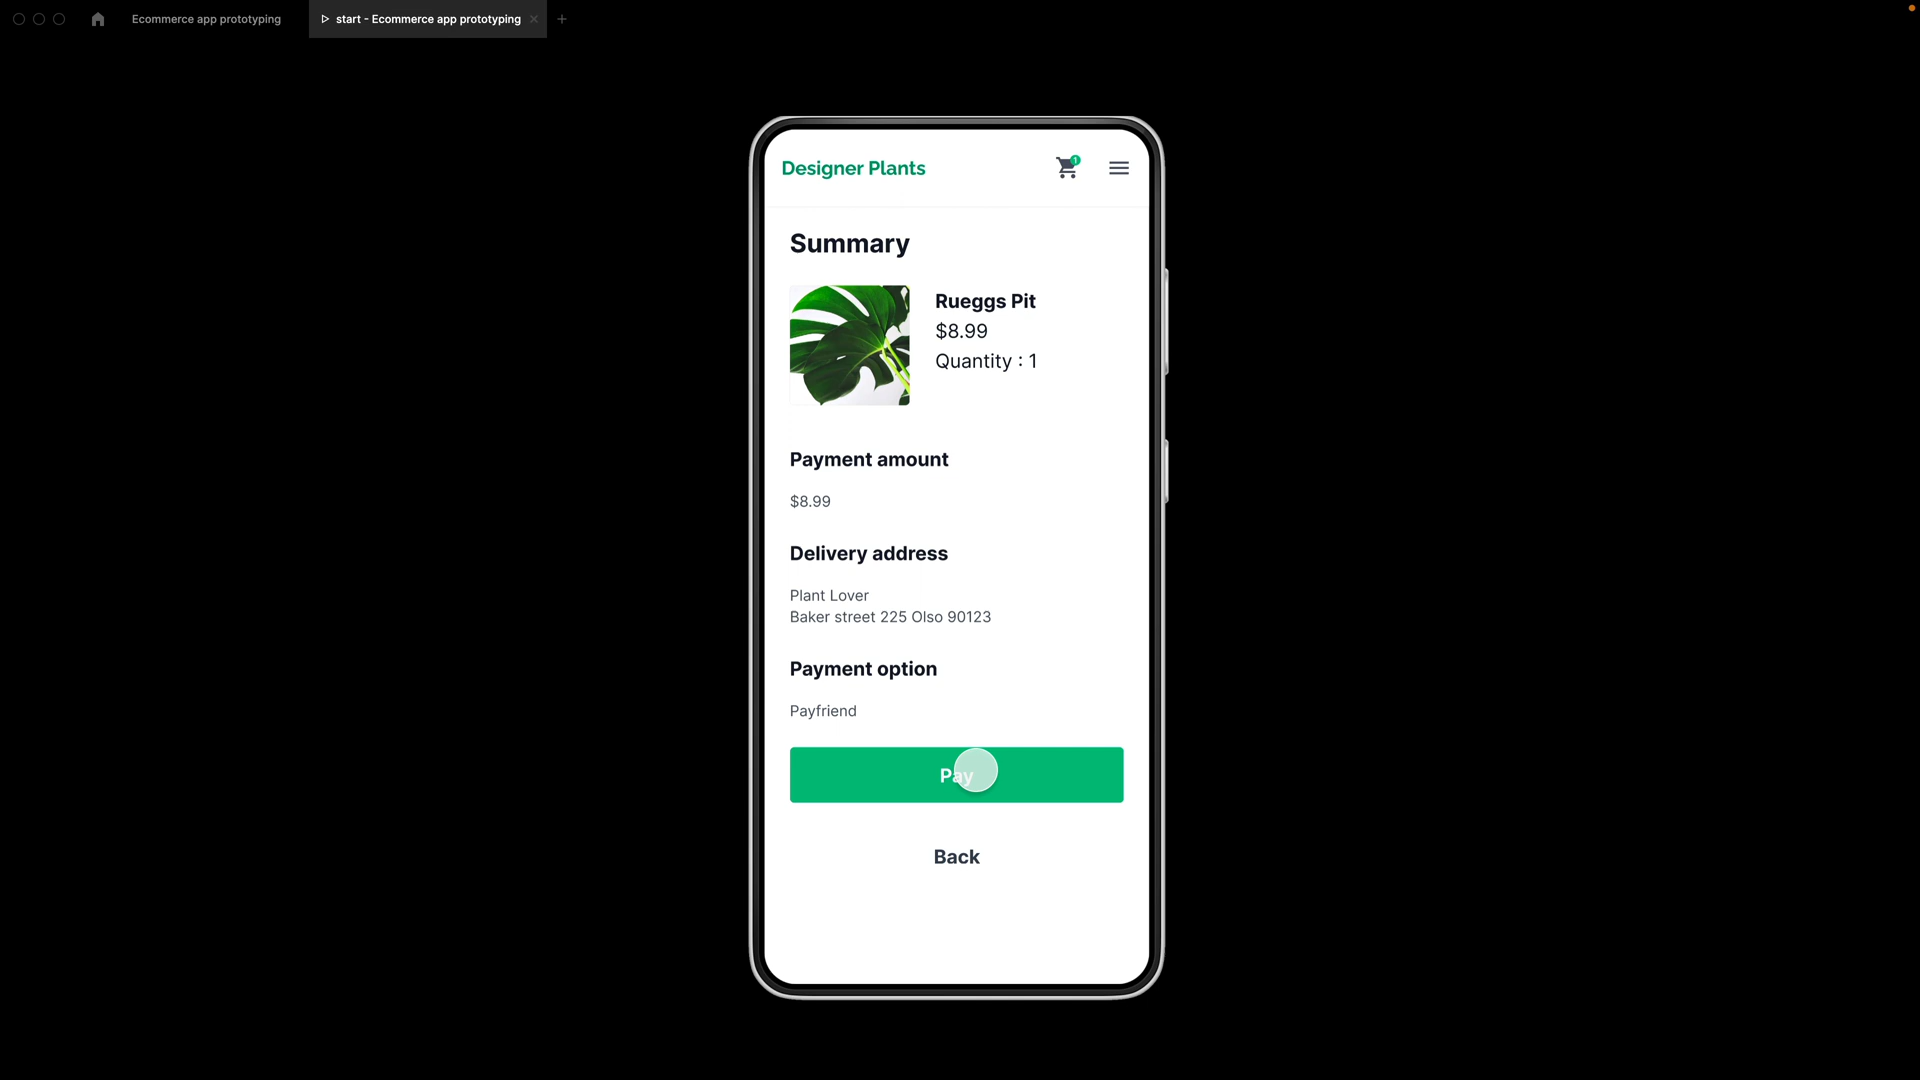 Ecommerce app prototyping
start - Ecommerce app prototyping
Designer Plants
1
Summary
Rueggs Pit
$8.99
Quantity : 1
Payment amount
$8.99
Delivery address
Plant Lover
Baker street 225 Olso 90123
Payment option
Payfriend
Pay
Back